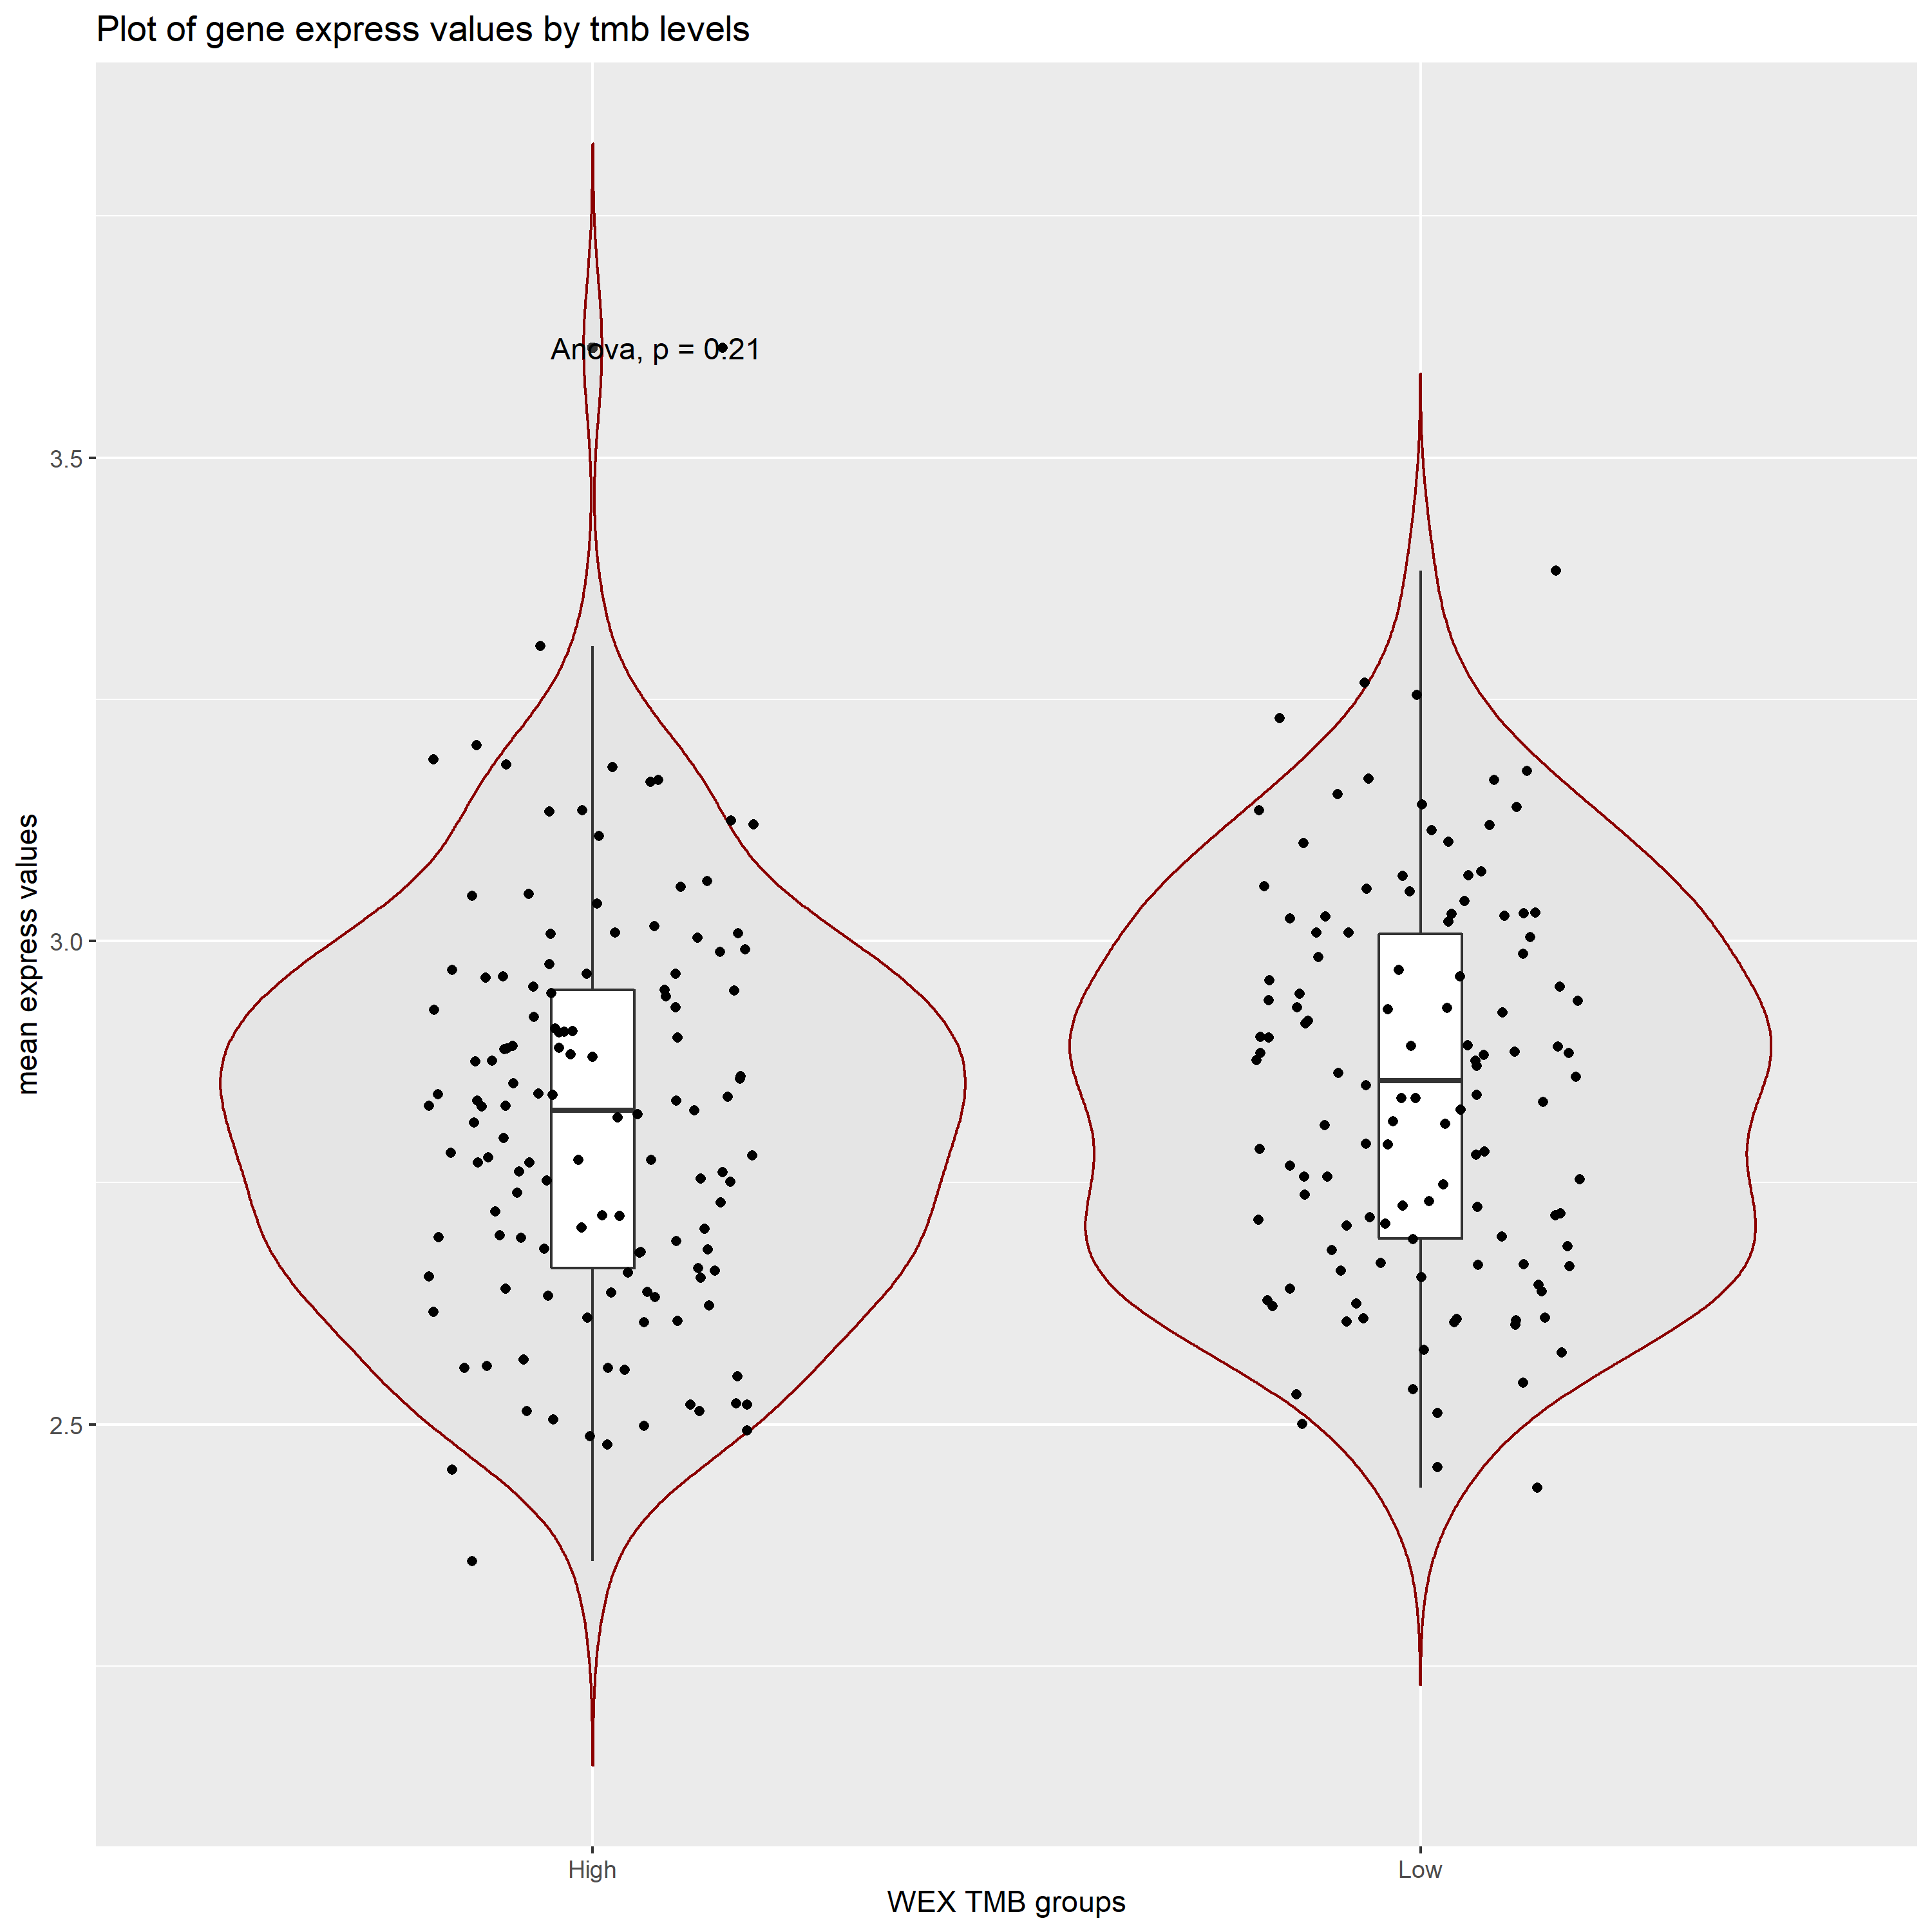 Plot of gene express values by tmb levels
Anova, p = 0.21
3.5
3.0
2.5
mean express values
High
Low
WEX TMB groups